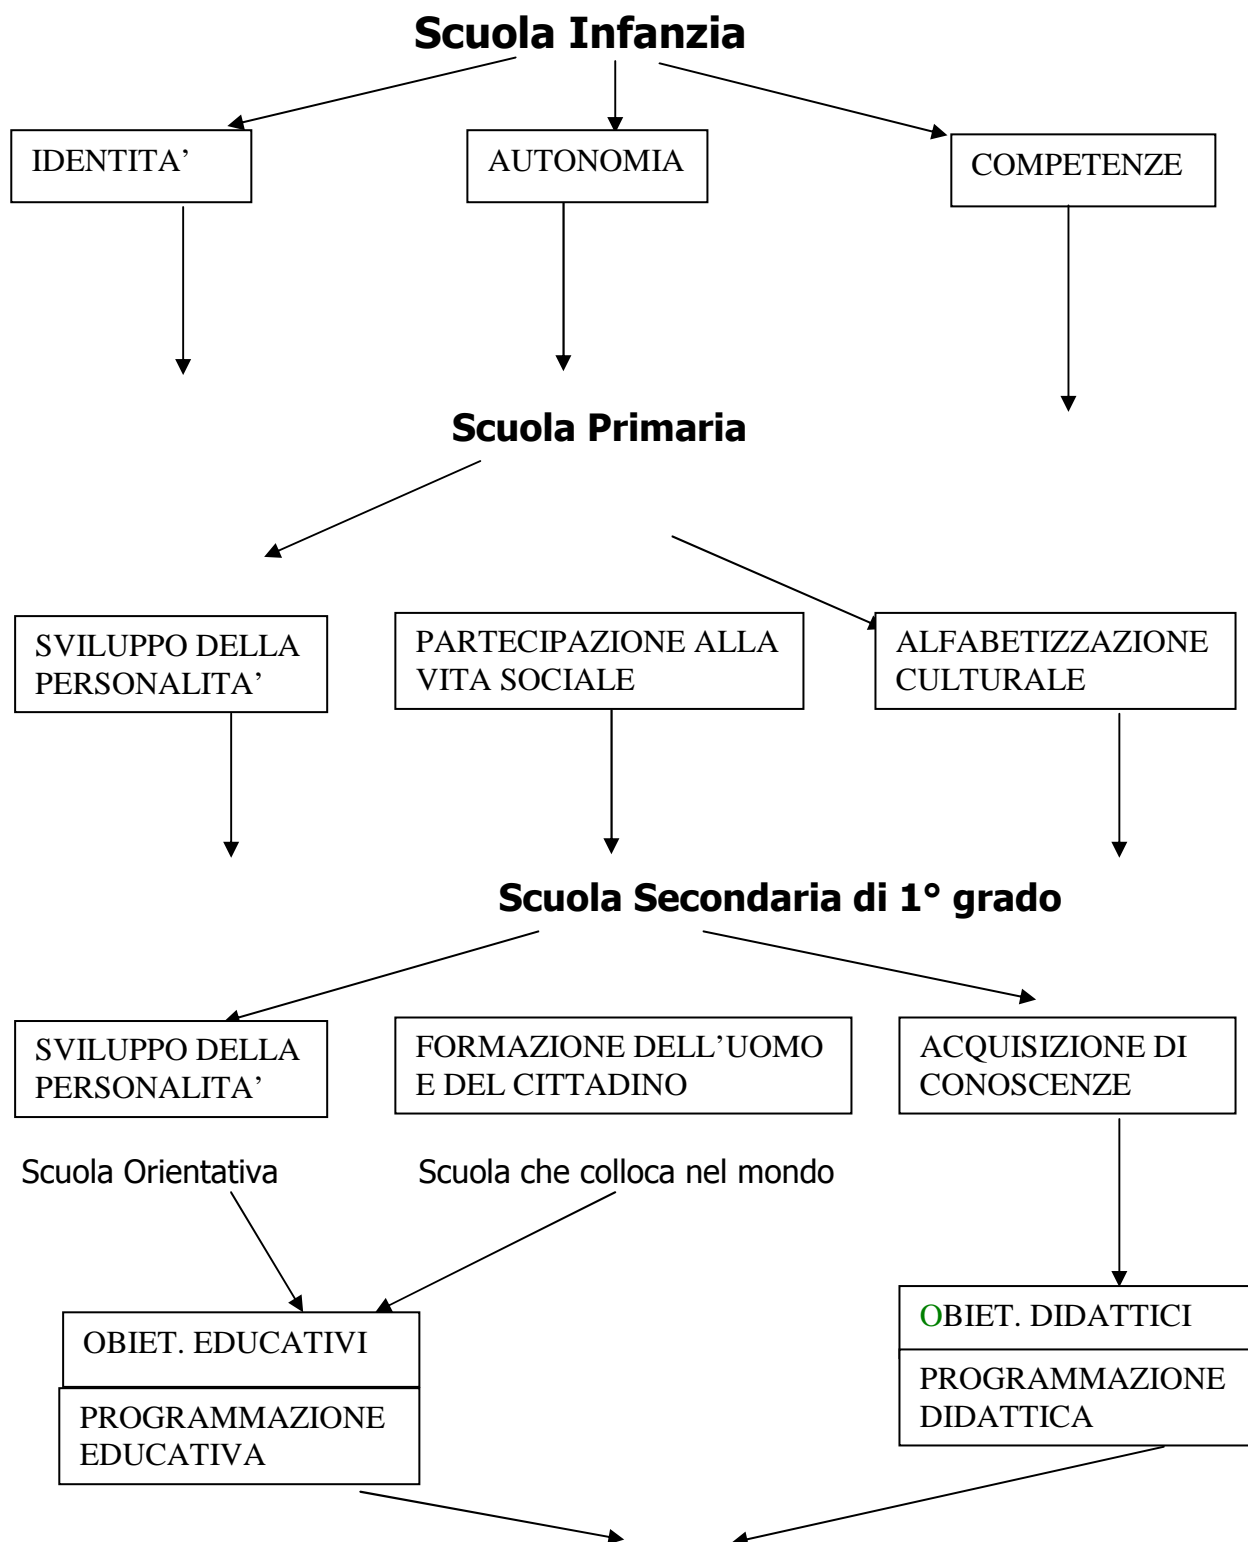 Scuola Infanzia
IDENTITA’
AUTONOMIA
COMPETENZE
Scuola Primaria
SVILUPPO DELLA
PERSONALITA’
PARTECIPAZIONE ALLA
VITA SOCIALE
ALFABETIZZAZIONE
CULTURALE
Scuola Secondaria di 1° grado
SVILUPPO DELLA
PERSONALITA’
FORMAZIONE DELL’UOMO
E DEL CITTADINO
ACQUISIZIONE DI
CONOSCENZE
Scuola Orientativa
Scuola che colloca nel mondo
OBIET. EDUCATIVI
PROGRAMMAZIONE
EDUCATIVA
OBIET. DIDATTICI
PROGRAMMAZIONE
DIDATTICA